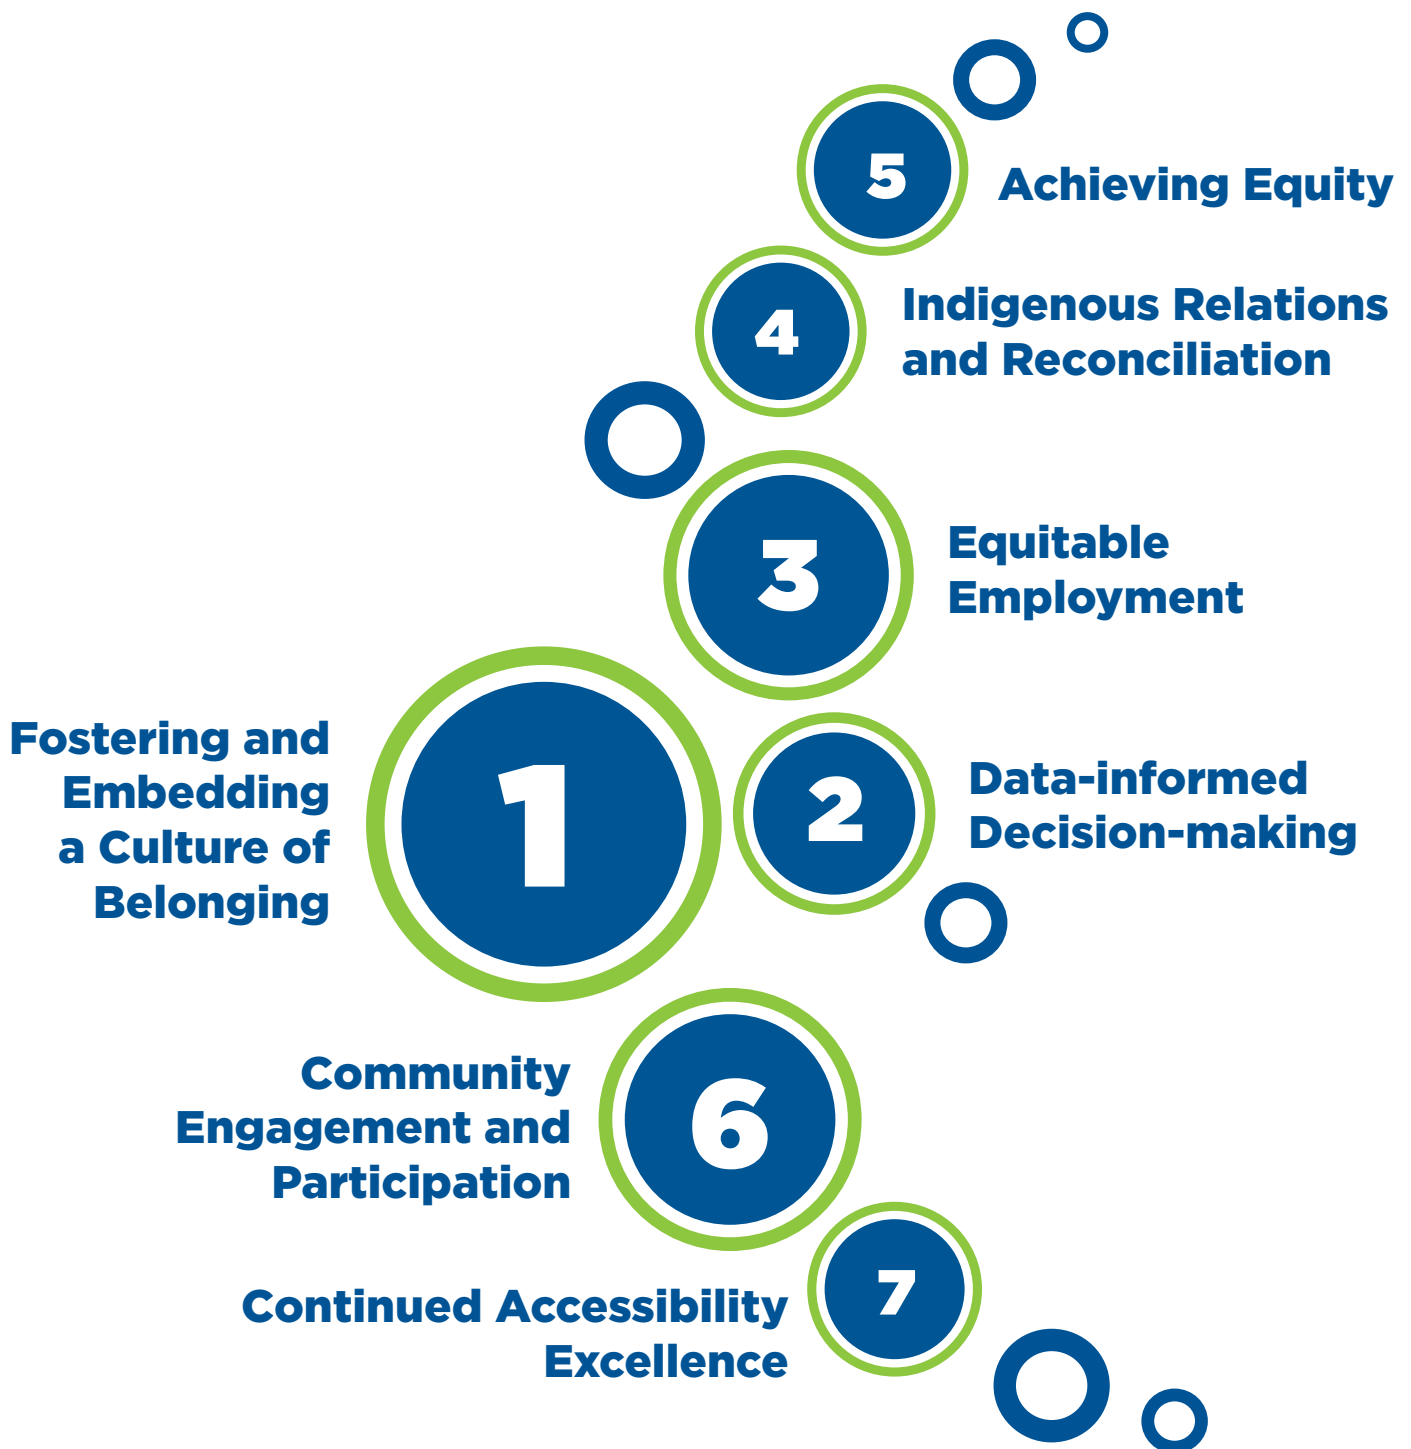 5
Achieving Equity
4
Indigenous Relations
and Reconciliation
3
Equitable
Employment
1
Fostering and
Embedding
a Culture of
Belonging
2
Data-informed
Decision-making
6
Community
Engagement and
Participation
7
Continued Accessibility
Excellence